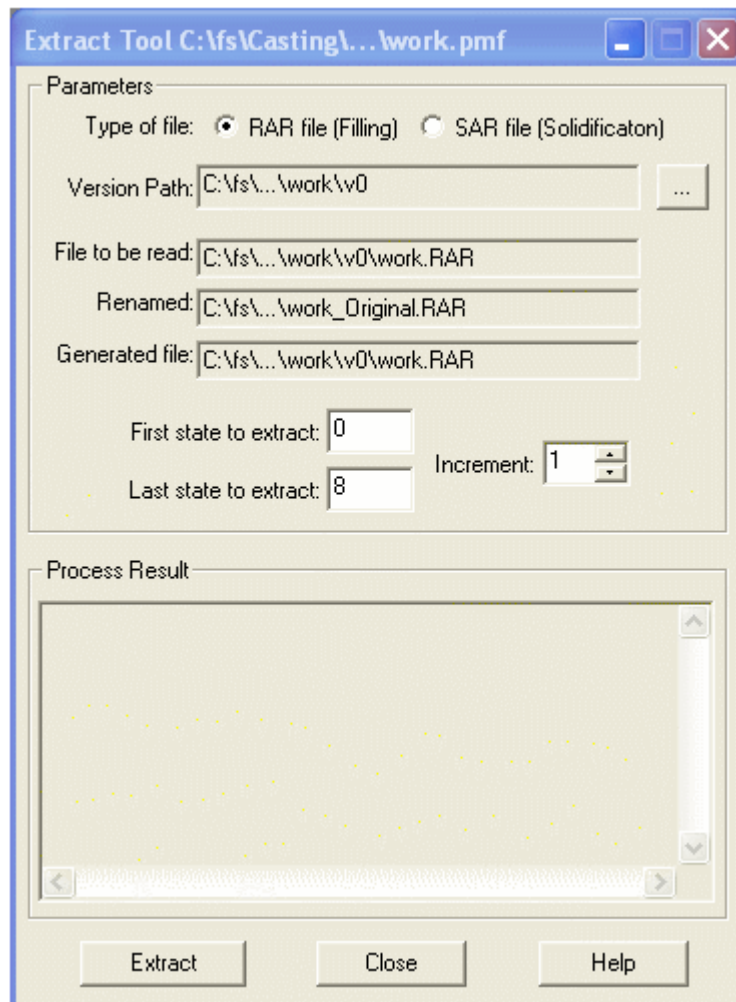 Extract Tool C:\fs\Casting\...\work.pmf
Parameters
Type of file: RAR file (Filling) SAR file (Solidificaton)
Version Path: C:\fs\...\work\v0 ...
File to be read: C:\fs\...\work\v0\work.RAR
Renamed: C:\fs\...\work_Original.RAR
Generated file: C:\fs\...\work\v0\work.RAR
First state to extract: 0
Increment: 1
Last state to extract: 8
Process Result
Extract Close Help